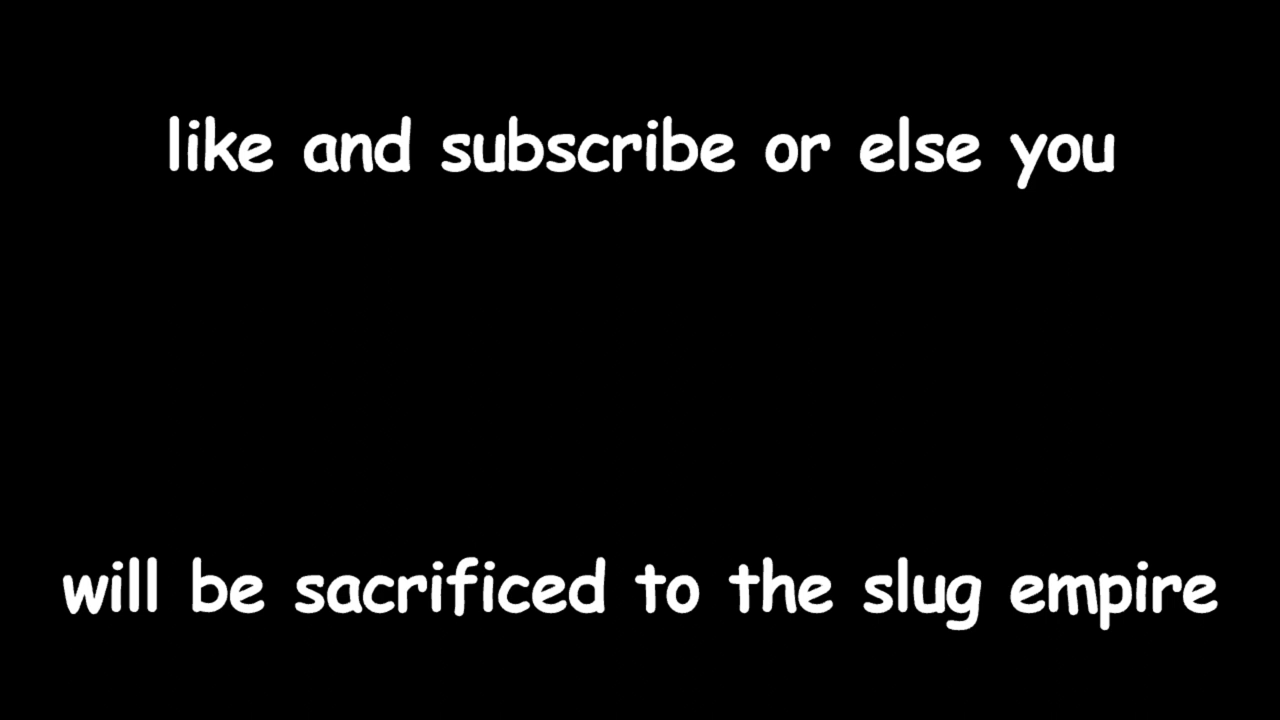 like and subscribe or else you
will be sacrificed to the slug empire